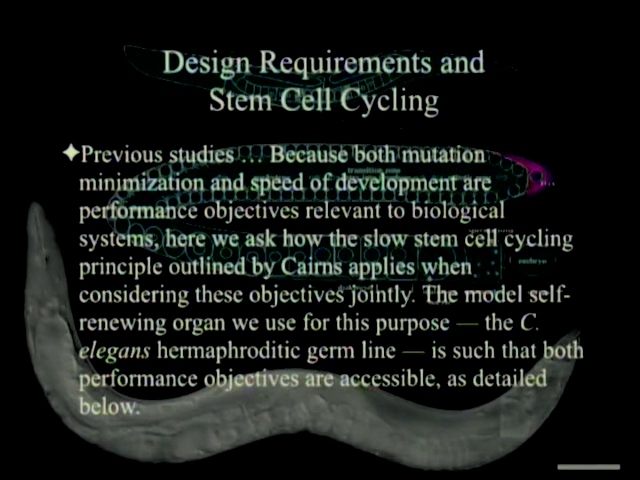 Design Requirements and
Stem Cell Cycling
Previous studies … Because both mutation
minimization and speed of development are
performance objectives relevant to biological
systems, here we ask how the slow stem cell cycling
principle outlined by Cairns applies when
considering these objectives jointly. The model self-
renewing organ we use for this purpose — the C.
elegans hermaphroditic germ line — is such that both
performance objectives are accessible, as detailed
below.